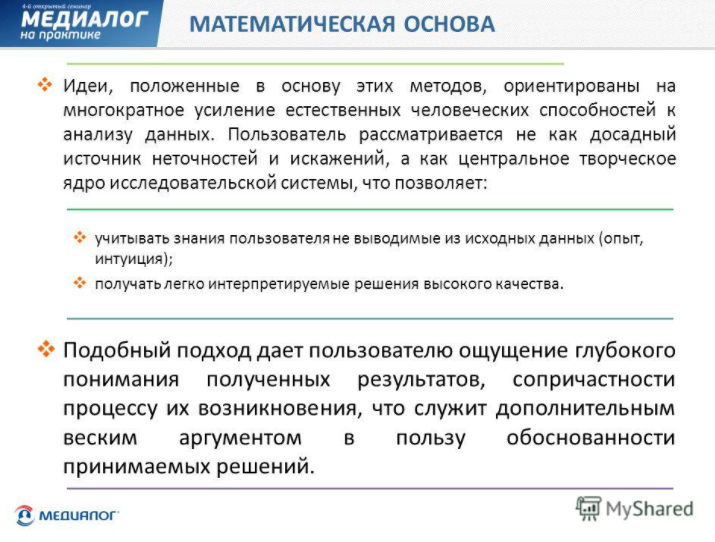 4-й открытый семинар
МЕДИАЛОГ
на практике
МАТЕМАТИЧЕСКАЯ ОСНОВА
Идеи, положенные в основу этих методов, ориентированы на
многократное усиление естественных человеческих способностей к
анализу данных. Пользователь рассматривается не как досадный
источник неточностей и искажений, а как центральное творческое
ядро исследовательской системы, что позволяет:
учитывать знания пользователя не выводимые из исходных данных (опыт,
интуиция);
получать легко интерпретируемые решения высокого качества.
Подобный подход дает пользователю ощущение глубокого
понимания полученных результатов, сопричастности
процессу их возникновения, что служит дополнительным
веским аргументом в пользу обоснованности
принимаемых решений.
МЕДИАЛОГ
MyShared